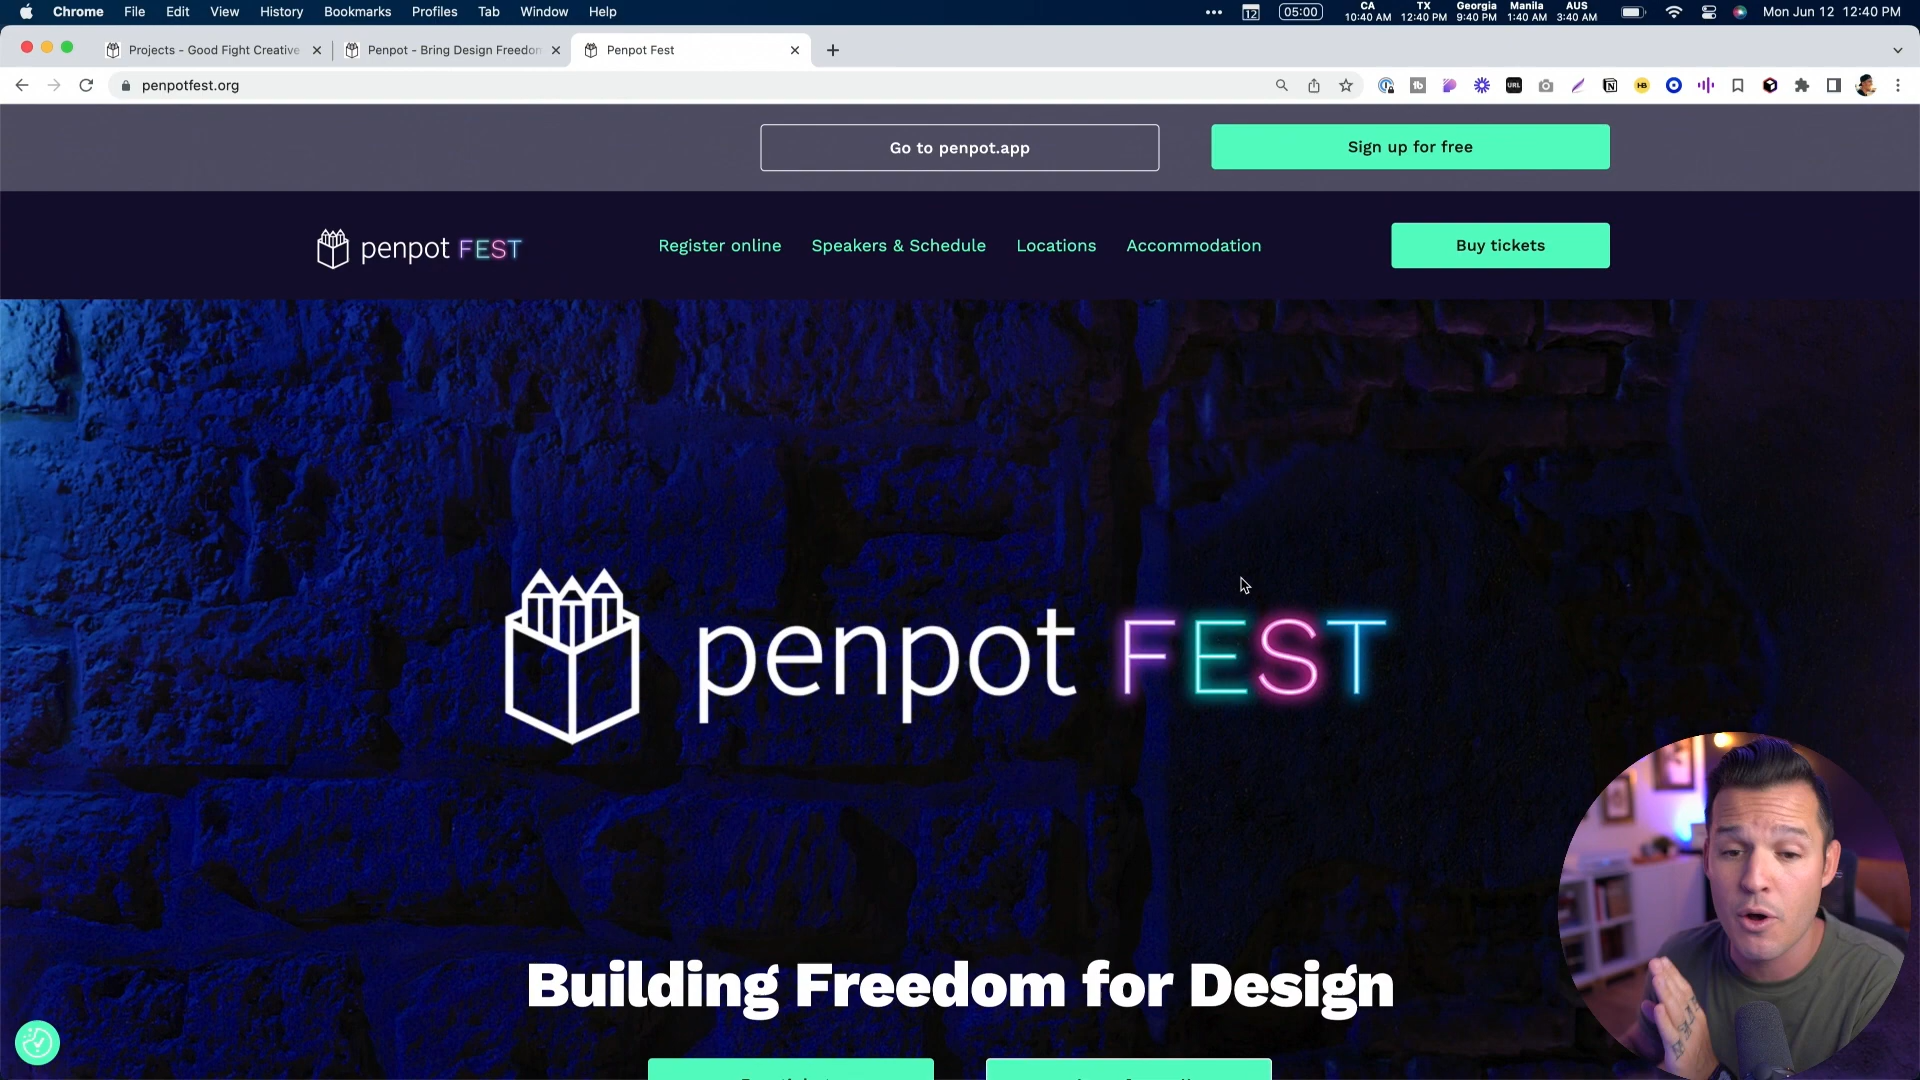 Chrome File Edit View History Bookmarks Profiles Tab Window Help
12 05:00 CA 10:40 AM TX 12:40 PM Georgia 9:40 PM Manila 1:40 AM AUS 3:40 AM Mon Jun 12 12:40 PM
Projects - Good Fight Creative
Penpot - Bring Design Freedom
Penpot Fest
penpotfest.org
Go to penpot.app
Sign up for free
penpot FEST
Register online
Speakers & Schedule
Locations
Accommodation
Buy tickets
penpot FEST
Building Freedom for Design